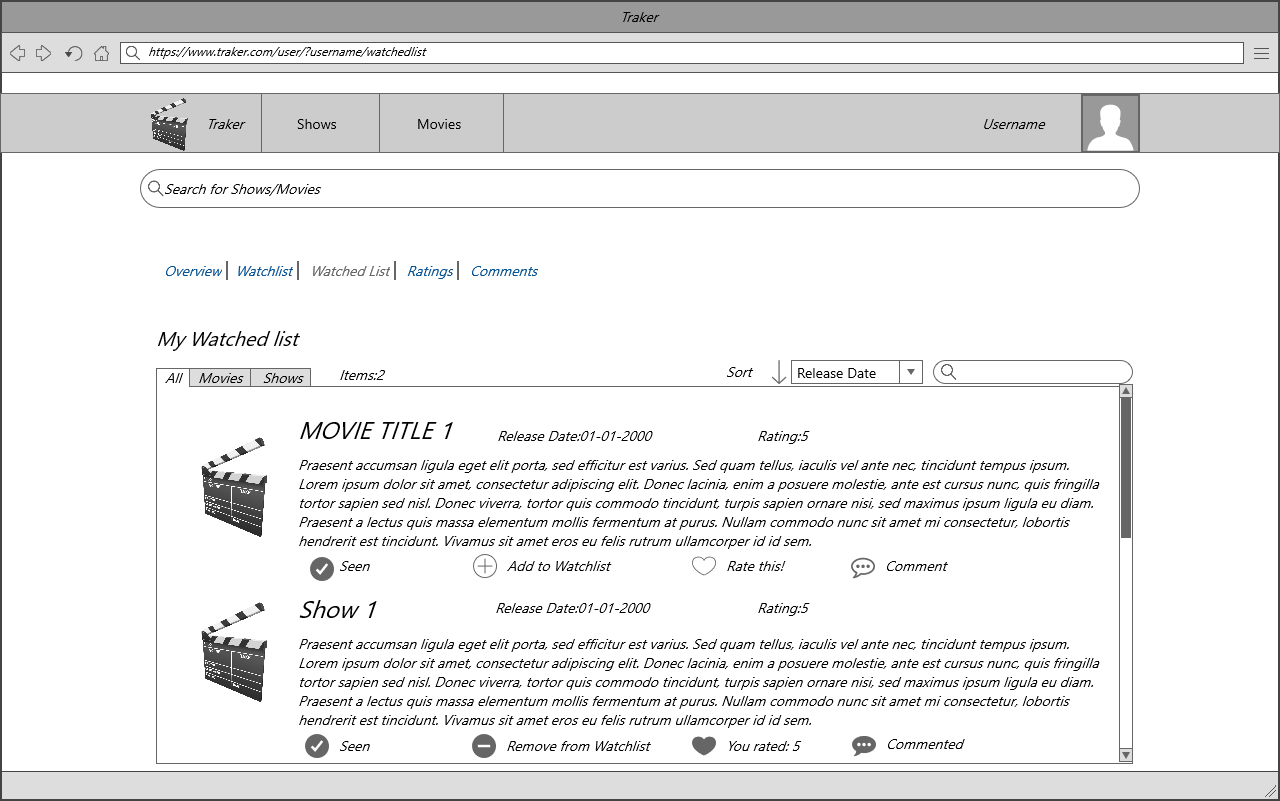 Traker
https://www.traker.com/user/?username/watchedlist
Traker
Shows
Movies
Username
Search for Shows/Movies
Overview
Watchlist
Watched List
Ratings
Comments
My Watched list
All
Movies
Shows
Items:2
Sort
Release Date
MOVIE TITLE 1
Release Date:01-01-2000
Rating:5
Praesent accumsan ligula eget elit porta, sed efficitur est varius. Sed quam tellus, iaculis vel ante nec, tincidunt tempus ipsum.
Lorem ipsum dolor sit amet, consectetur adipiscing elit. Donec lacinia, enim a posuere molestie, ante est cursus nunc, quis fringilla
tortor sapien sed nisl. Donec viverra, tortor quis commodo tincidunt, turpis sapien ornare nisi, sed maximus ipsum ligula eu diam.
Praesent a lectus quis massa elementum mollis fermentum at purus. Nullam commodo nunc sit amet mi consectetur, lobortis
hendrerit est tincidunt. Vivamus sit amet eros eu felis rutrum ullamcorper id id sem.
Seen
Add to Watchlist
Rate this!
Comment
Show 1
Release Date:01-01-2000
Rating:5
Praesent accumsan ligula eget elit porta, sed efficitur est varius. Sed quam tellus, iaculis vel ante nec, tincidunt tempus ipsum.
Lorem ipsum dolor sit amet, consectetur adipiscing elit. Donec lacinia, enim a posuere molestie, ante est cursus nunc, quis fringilla
tortor sapien sed nisl. Donec viverra, tortor quis commodo tincidunt, turpis sapien ornare nisi, sed maximus ipsum ligula eu diam.
Praesent a lectus quis massa elementum mollis fermentum at purus. Nullam commodo nunc sit amet mi consectetur, lobortis
hendrerit est tincidunt. Vivamus sit amet eros eu felis rutrum ullamcorper id id sem.
Seen
Remove from Watchlist
You rated: 5
Commented